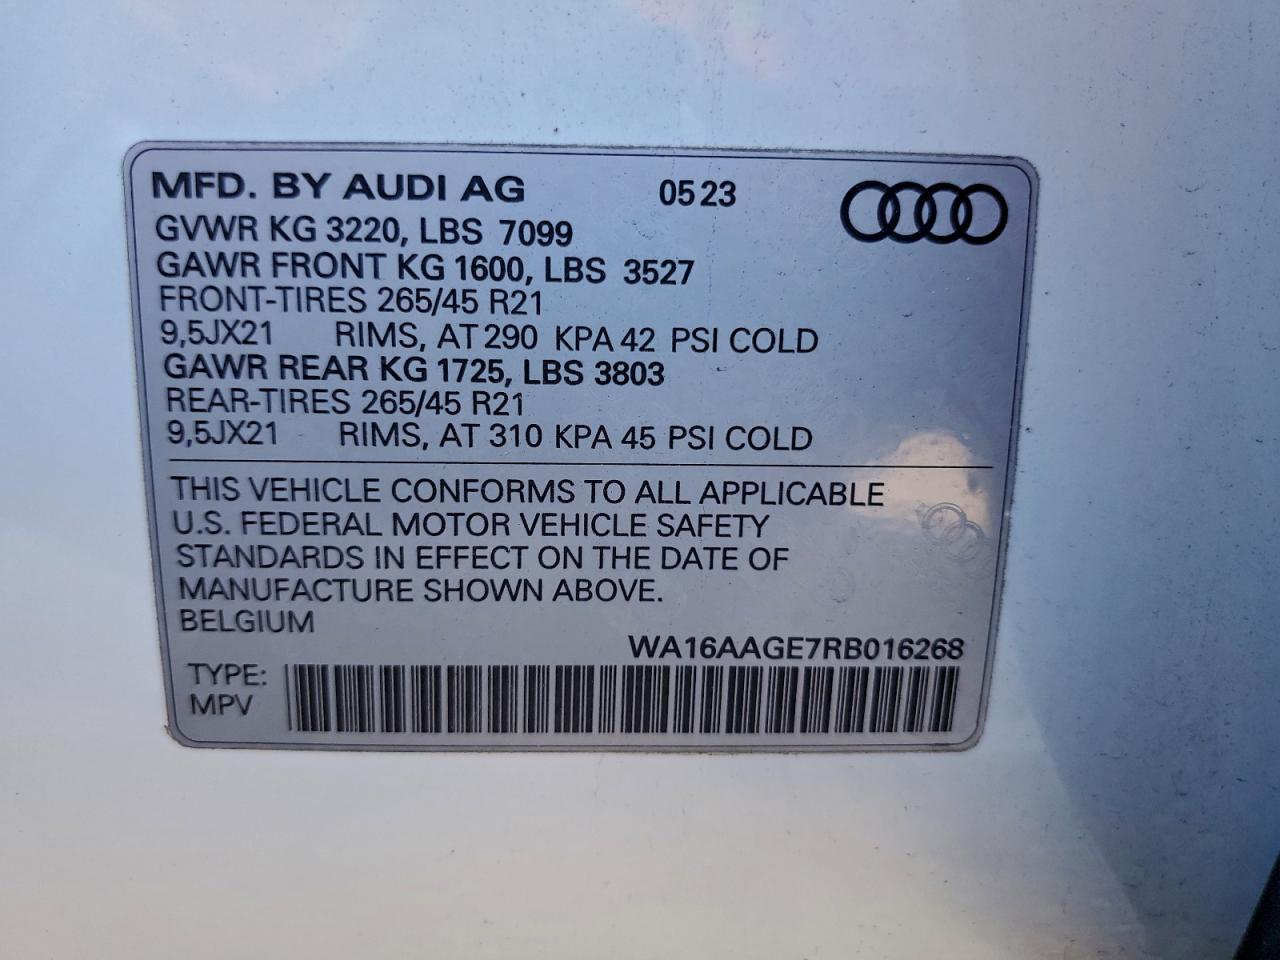 MFD. BY AUDI AG 05 23
GVWR KG 3220, LBS 7099
GAWR FRONT KG 1600, LBS 3527
FRONT-TIRES 265/45 R21
9,5JX21 RIMS, AT 290 KPA 42 PSI COLD
GAWR REAR KG 1725, LBS 3803
REAR-TIRES 265/45 R21
9,5JX21 RIMS, AT 310 KPA 45 PSI COLD
THIS VEHICLE CONFORMS TO ALL APPLICABLE
U.S. FEDERAL MOTOR VEHICLE SAFETY
STANDARDS IN EFFECT ON THE DATE OF
MANUFACTURE SHOWN ABOVE.
BELGIUM
WA16AAGE7RB016268
TYPE:
MPV